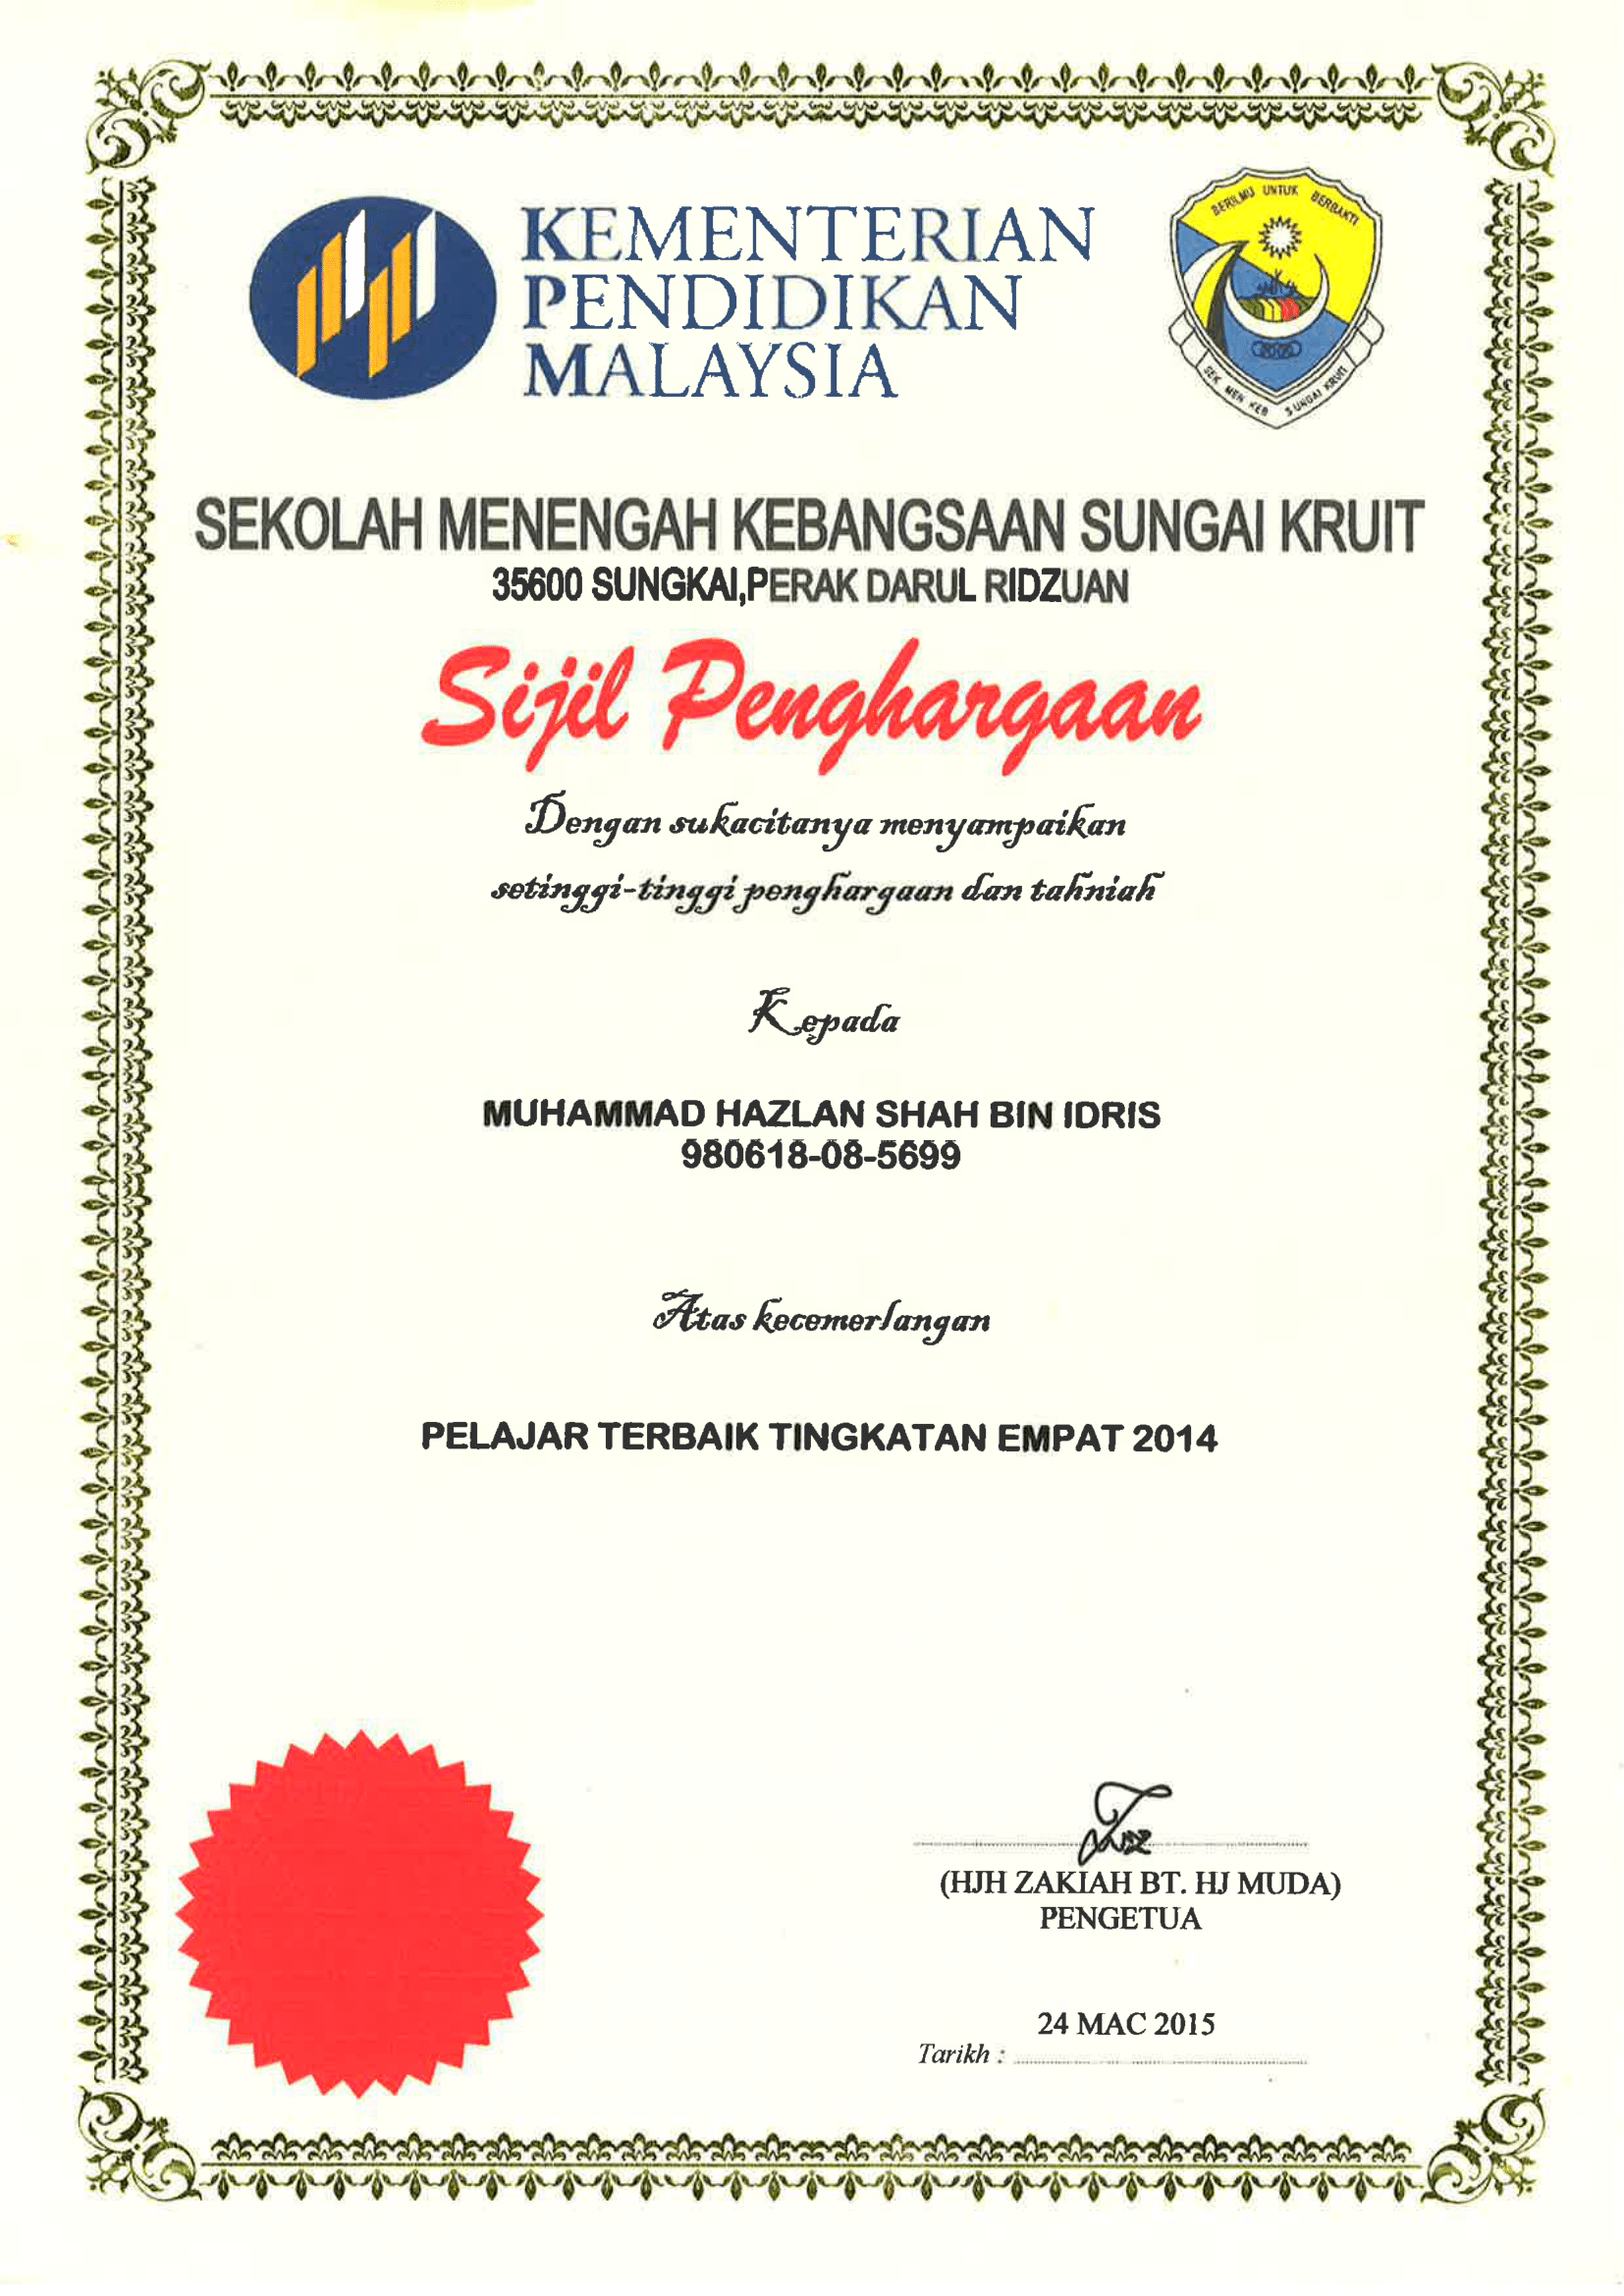 KEMENTERIAN
PENDIDIKAN
MALAYSIA
BERILMU UNTUK BERBAKTI
SEK MEN KEB SUNGAI KRUIT
SEKOLAH MENENGAH KEBANGSAAN SUNGAI KRUIT
35600 SUNGKAI,PERAK DARUL RIDZUAN
Sijil Penghargaan
Dengan sukacitanya menyampaikan
setinggi-tinggi penghargaan dan tahniah
Kepada
MUHAMMAD HAZLAN SHAH BIN IDRIS
980618-08-5699
Atas kecemerlangan
PELAJAR TERBAIK TINGKATAN EMPAT 2014
(HJH ZAKIAH BT. HJ MUDA)
PENGETUA
24 MAC 2015
Tarikh :